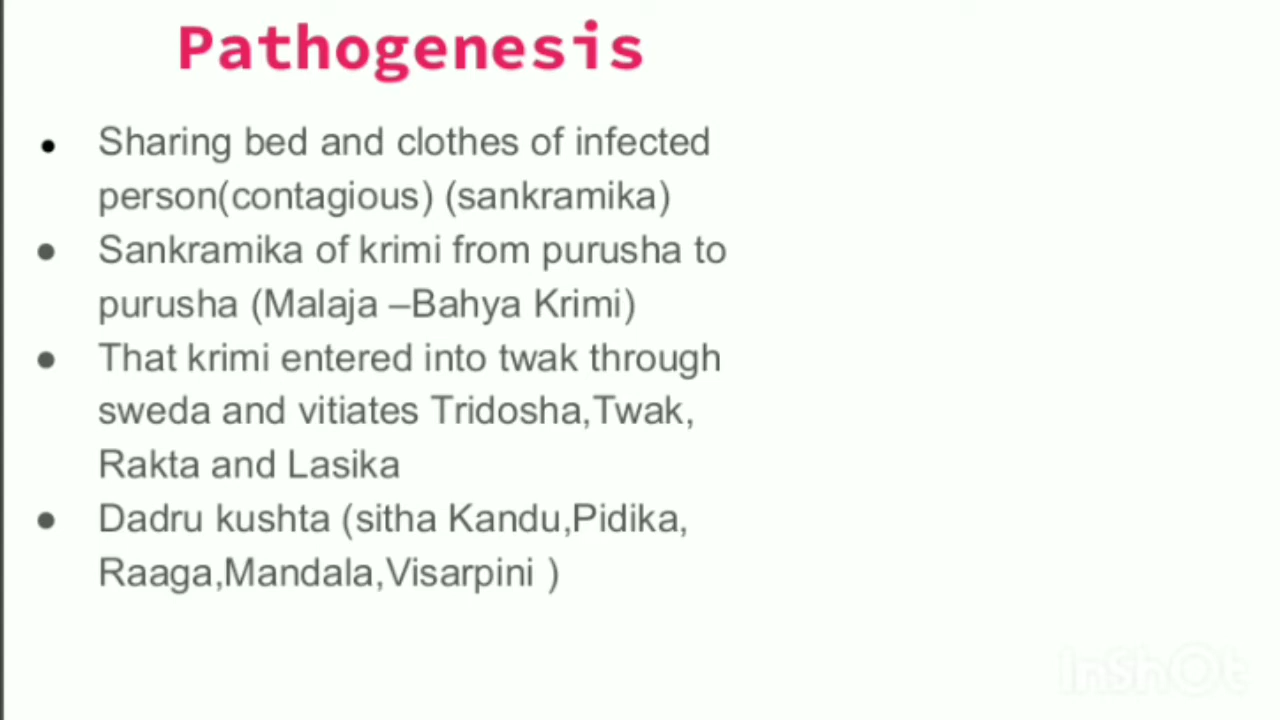 Pathogenesis
● Sharing bed and clothes of infected
person(contagious) (sankramika)
● Sankramika of krimi from purusha to
purusha (Malaja –Bahya Krimi)
● That krimi entered into twak through
sweda and vitiates Tridosha,Twak,
Rakta and Lasika
● Dadru kushta (sitha Kandu,Pidika,
Raaga,Mandala,Visarpini )
InShOt